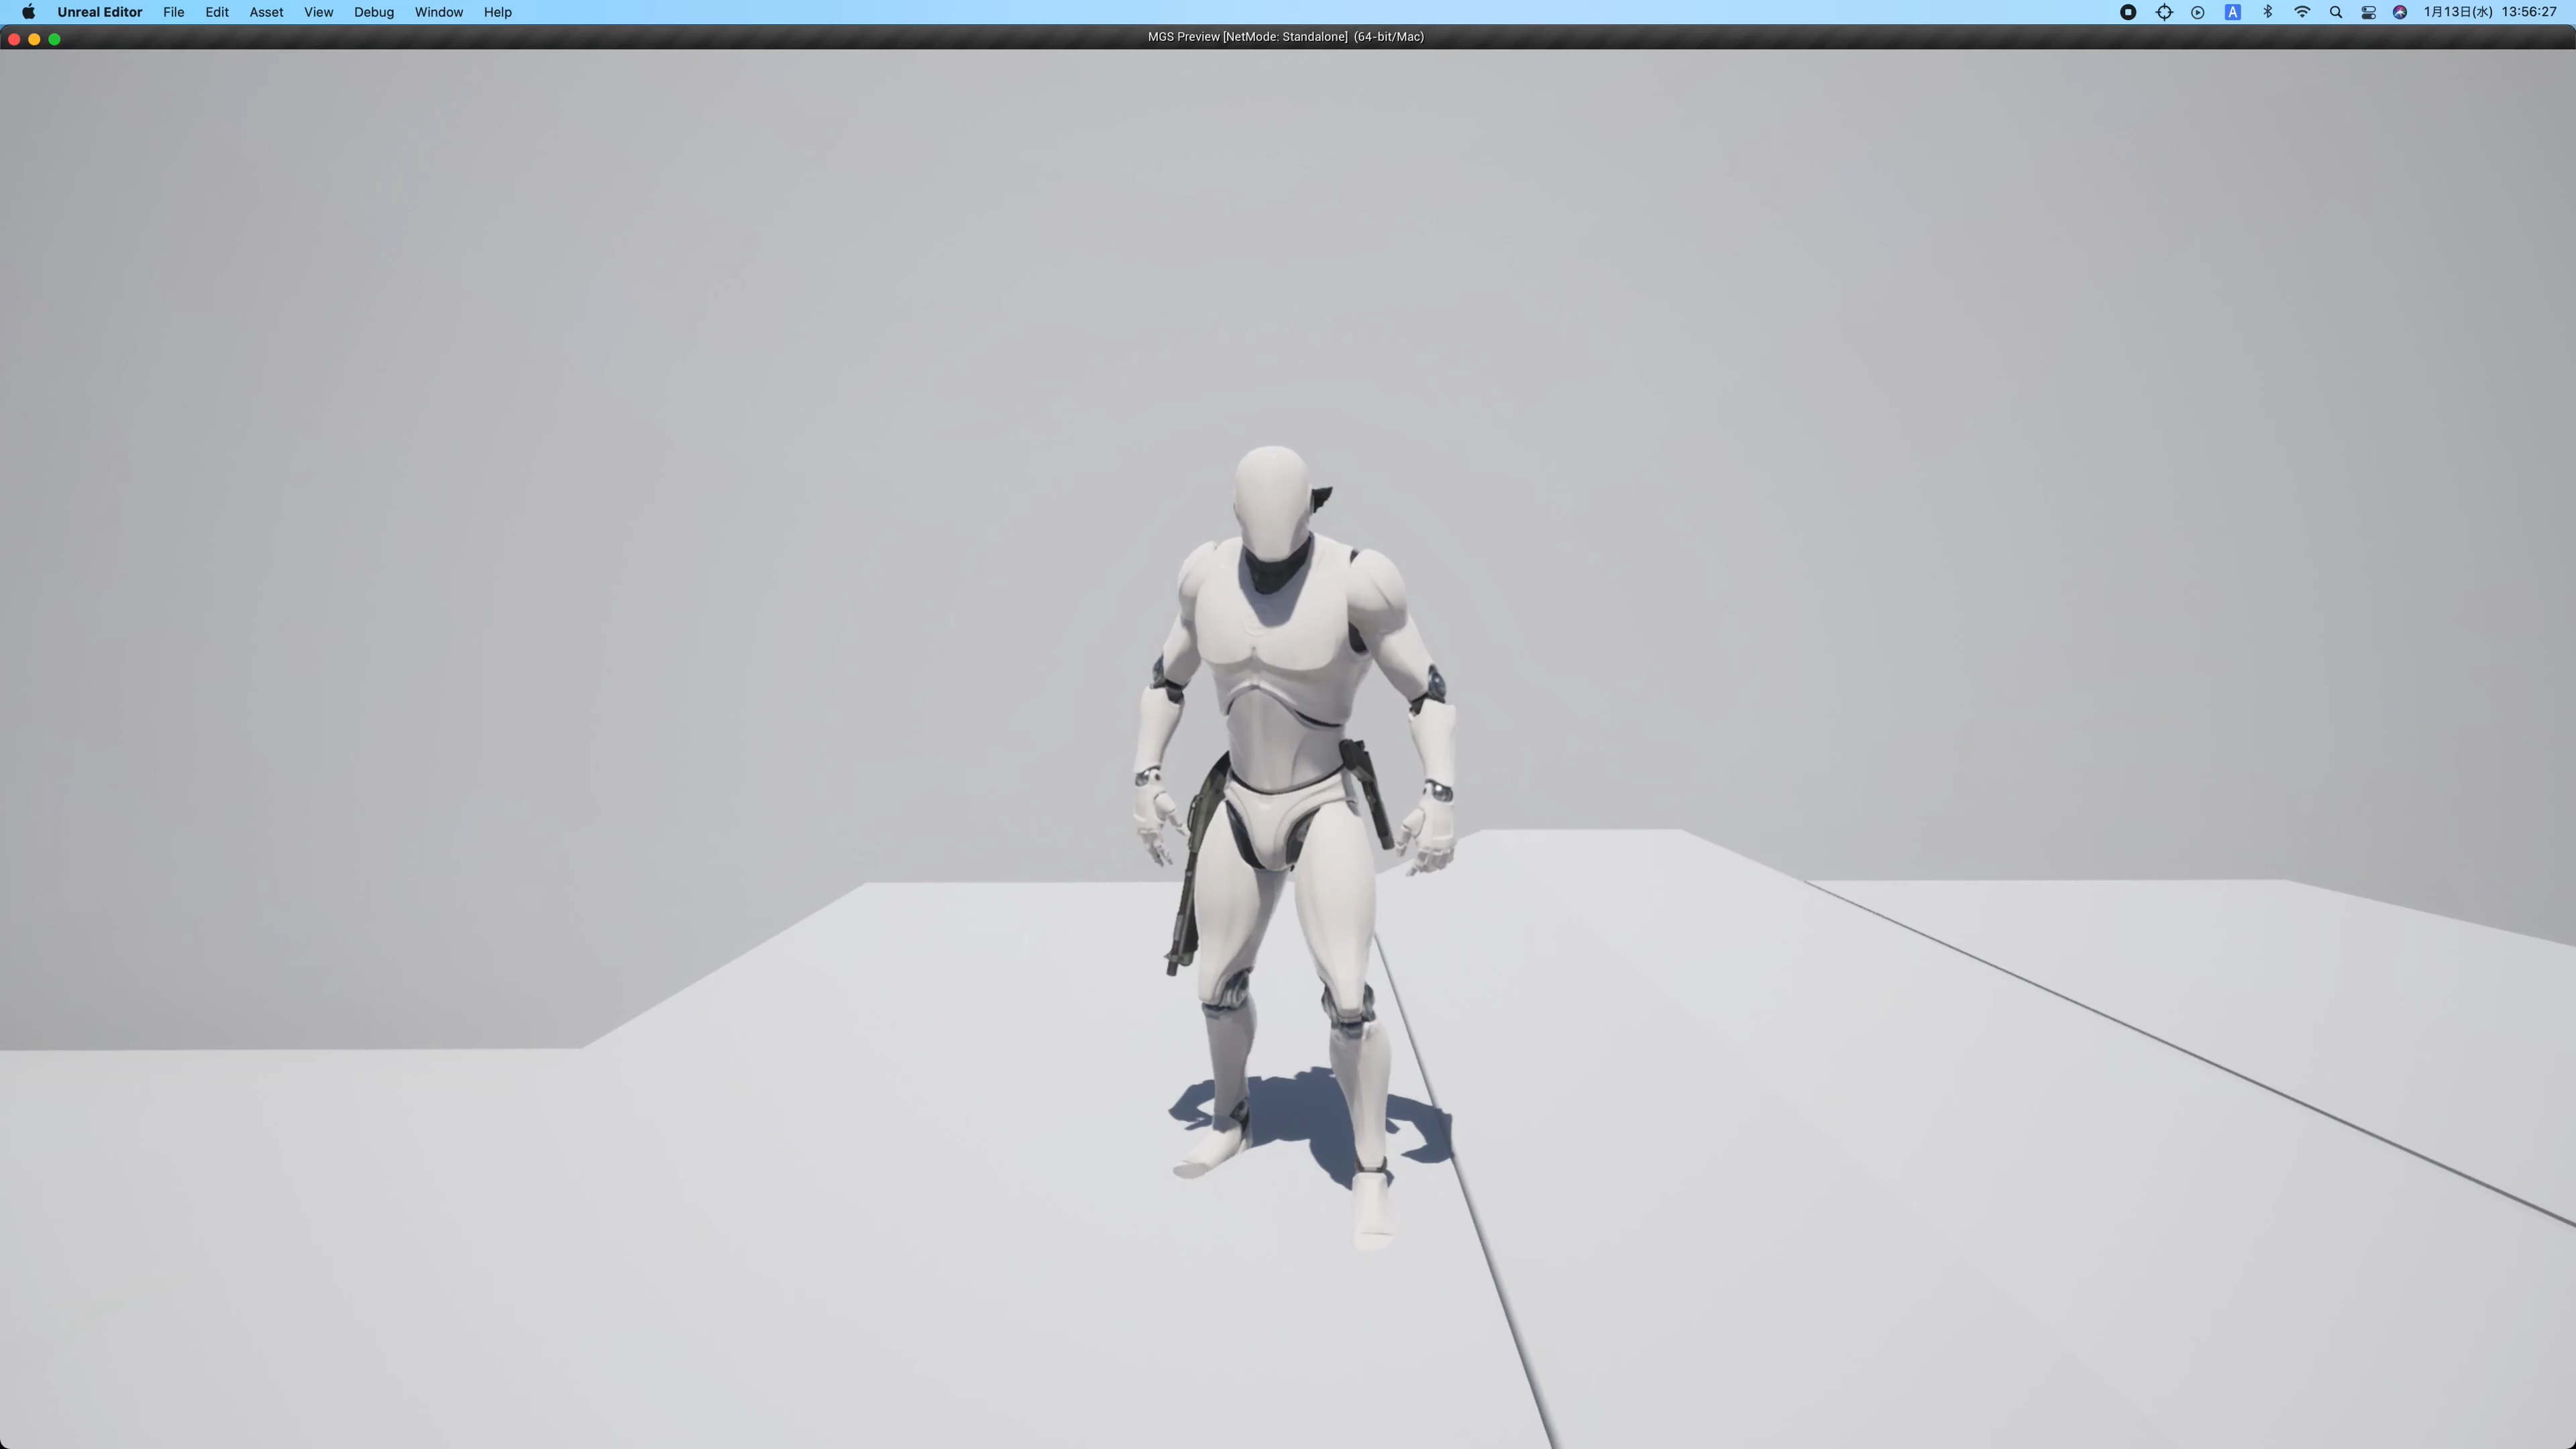 Unreal Editor File Edit Asset View Debug Window Help A 1月13日(水) 13:56:27
MGS Preview [NetMode: Standalone] (64-bit/Mac)